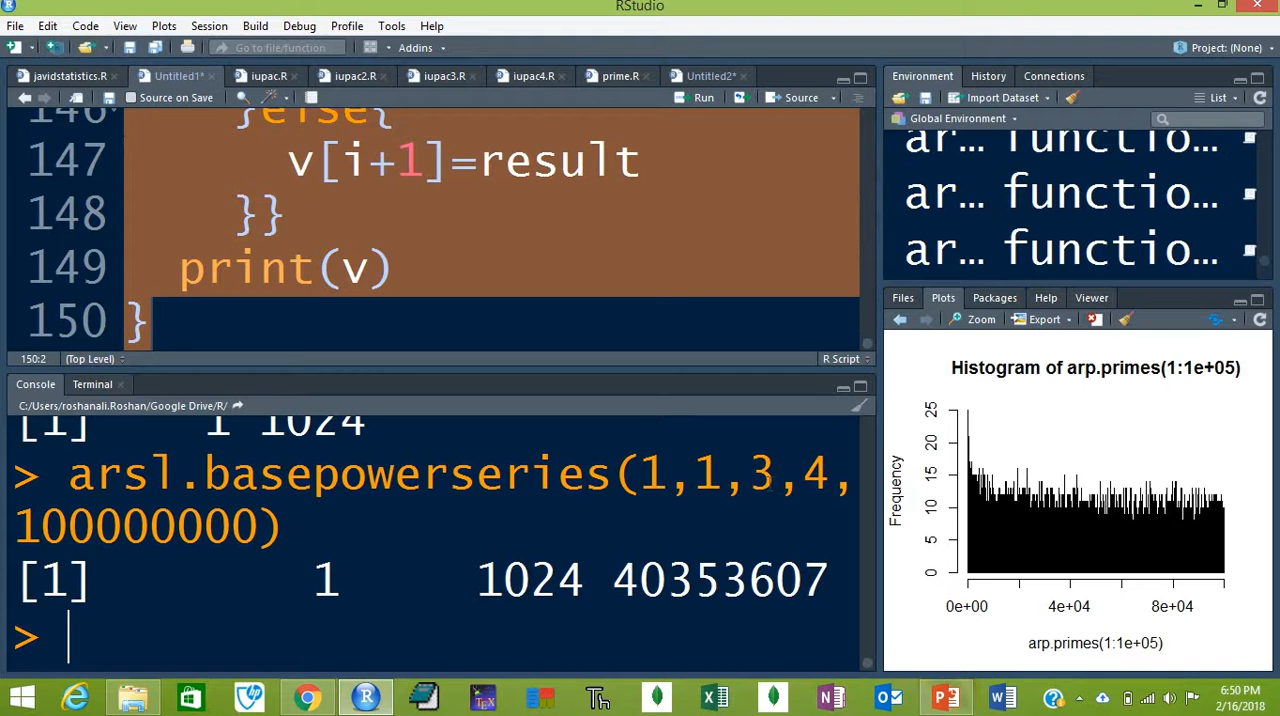 RStudio
File Edit Code View Plots Session Build Debug Profile Tools Help
Go to file/function Addins Project: (None)
javidstatistics.R Untitled1* iupac.R iupac2.R iupac3.R iupac4.R prime.R Untitled2*
Source on Save Run Source
146 }else{
147 v[i+1]=result
148 }}
149 print(v)
150 }
150:2 (Top Level) R Script
Console Terminal
C:/Users/roshanali.Roshan/Google Drive/R/
[1] 1 1024
> arsl.basepowerseries(1,1,3,4,
100000000)
[1] 1 1024 40353607
>
Environment History Connections
Import Dataset List
Global Environment
ar… functio…
ar… functio…
ar… functio…
Files Plots Packages Help Viewer
Zoom Export
Histogram of arp.primes(1:1e+05)
Frequency
25
20
15
10
5
0
0e+00 4e+04 8e+04
arp.primes(1:1e+05)
6:50 PM
2/16/2018